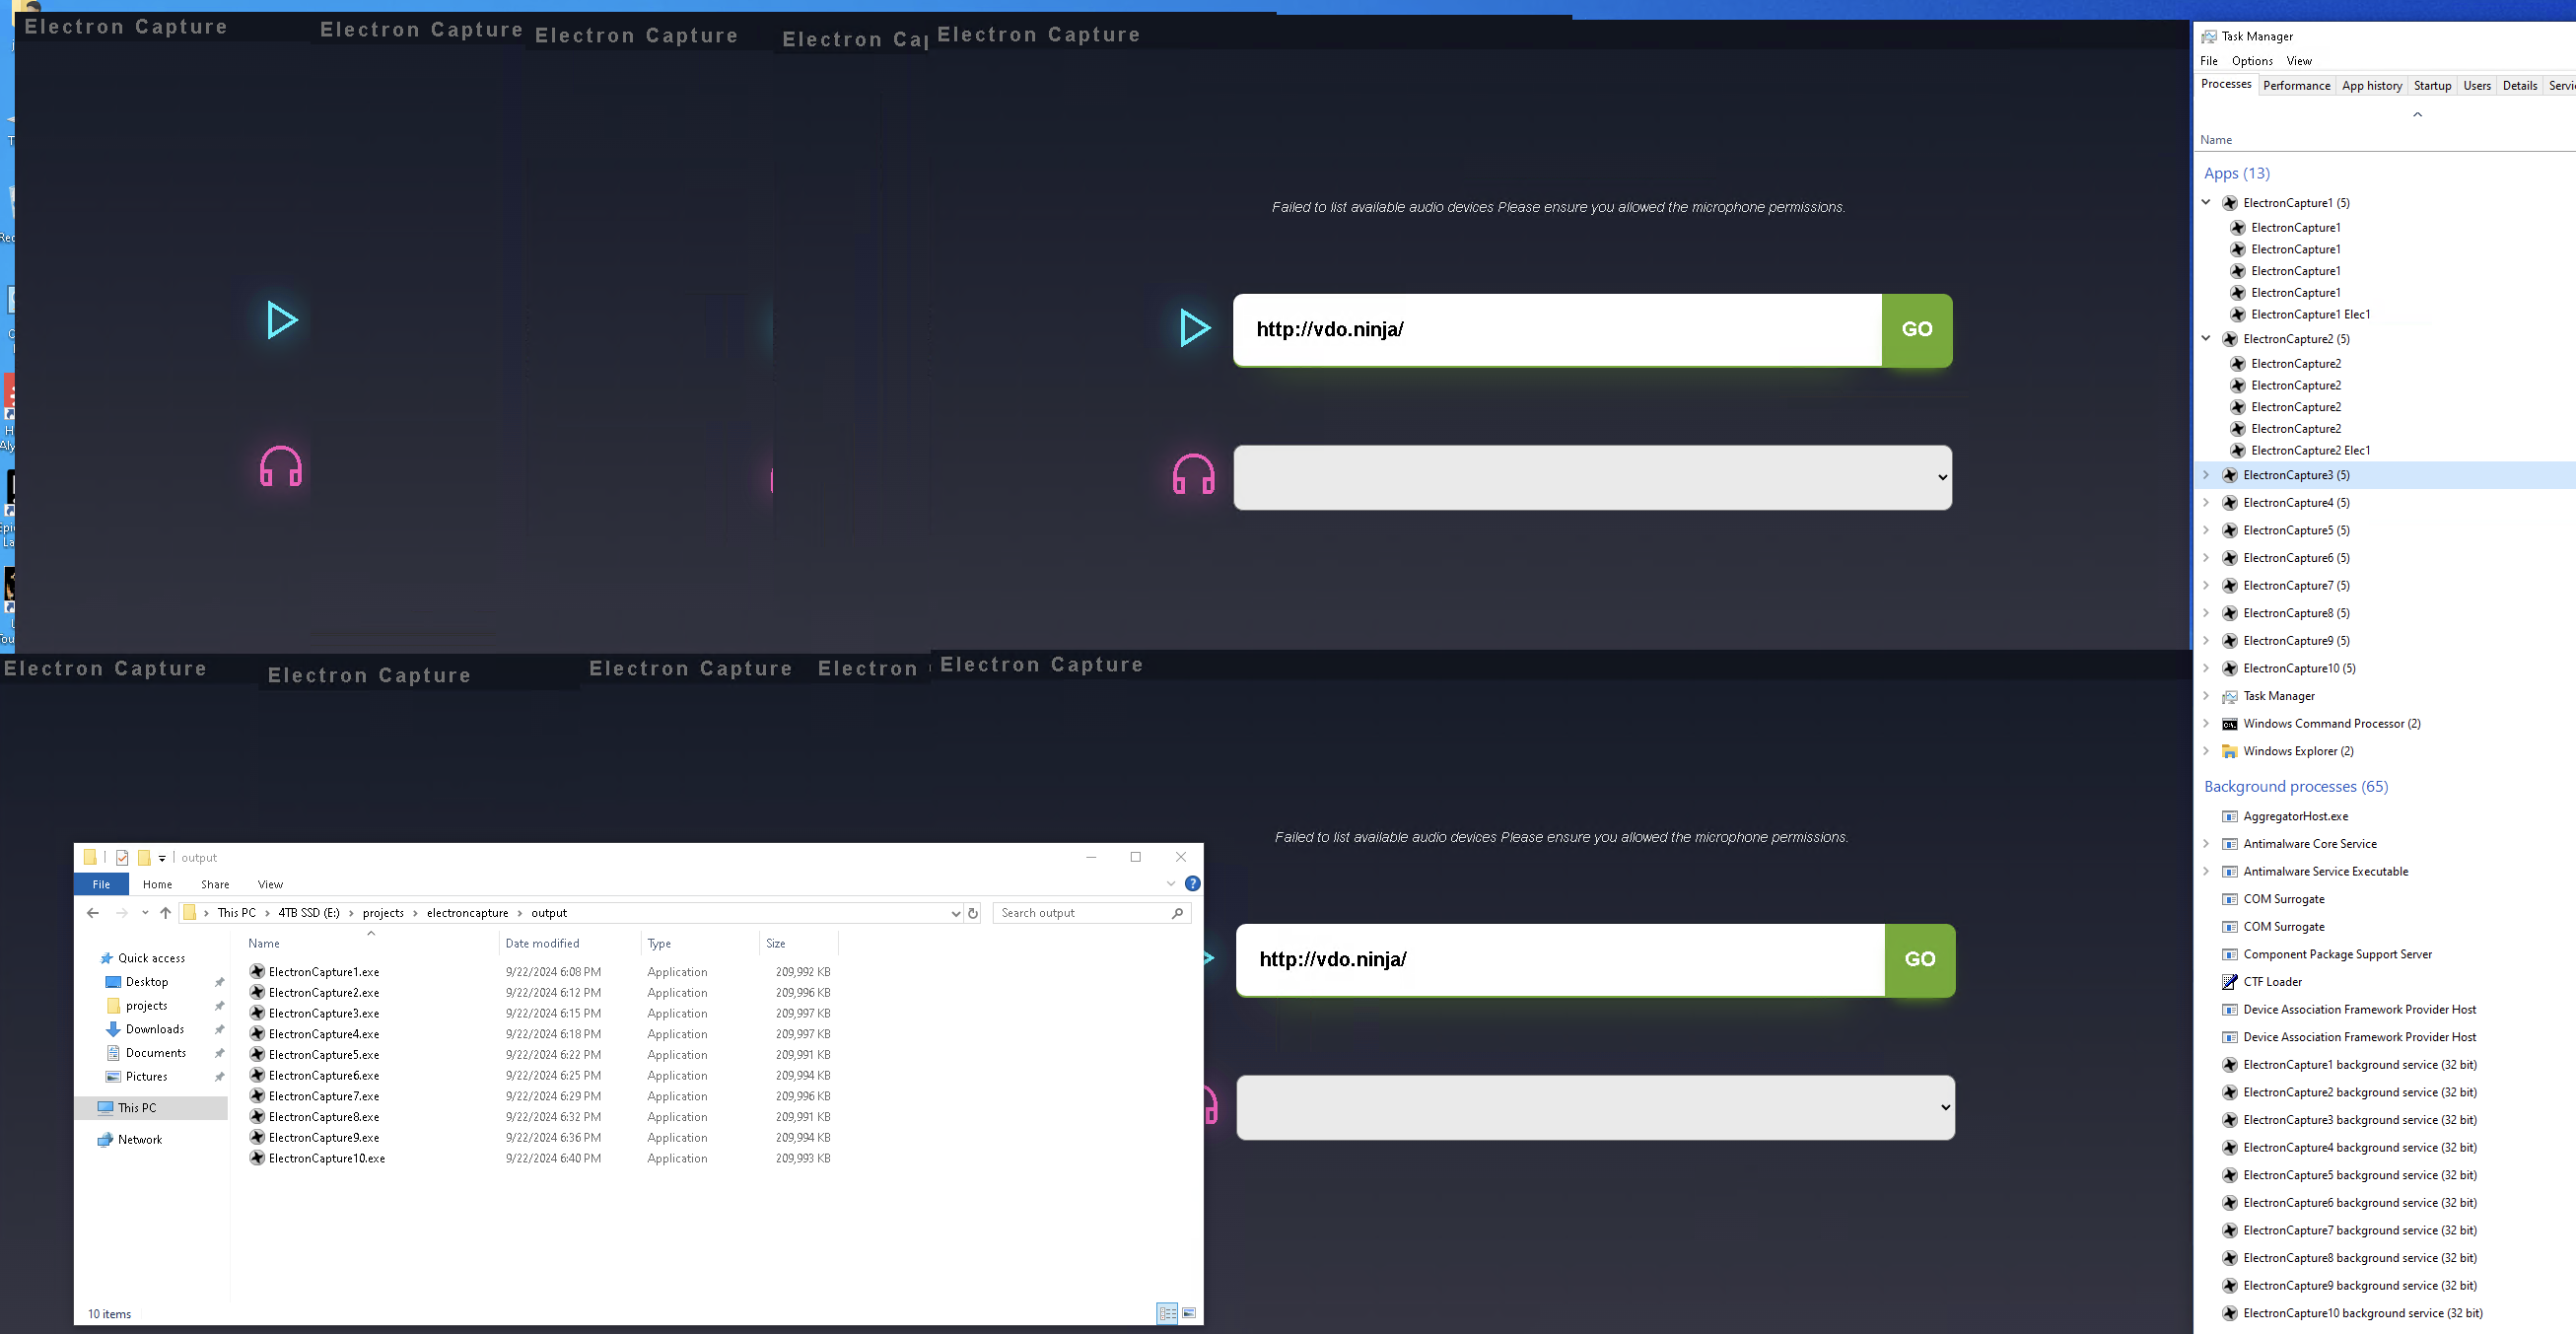 Electron Capture
Electron Capture
Electron Capture
Electron Cap
Electron Capture
Failed to list available audio devices Please ensure you allowed the microphone permissions.
http://vdo.ninja/
GO
Electron Capture
Electron Capture
Electron Capture
Electron
Electron Capture
Failed to list available audio devices Please ensure you allowed the microphone permissions.
http://vdo.ninja/
GO
output
File Home Share View
This PC > 4TB SSD (E:) > projects > electroncapture > output
Search output
Name Date modified Type Size
Quick access
Desktop
projects
Downloads
Documents
Pictures
This PC
Network
ElectronCapture1.exe 9/22/2024 6:08 PM Application 209,992 KB
ElectronCapture2.exe 9/22/2024 6:12 PM Application 209,996 KB
ElectronCapture3.exe 9/22/2024 6:15 PM Application 209,997 KB
ElectronCapture4.exe 9/22/2024 6:18 PM Application 209,997 KB
ElectronCapture5.exe 9/22/2024 6:22 PM Application 209,991 KB
ElectronCapture6.exe 9/22/2024 6:25 PM Application 209,994 KB
ElectronCapture7.exe 9/22/2024 6:29 PM Application 209,996 KB
ElectronCapture8.exe 9/22/2024 6:32 PM Application 209,991 KB
ElectronCapture9.exe 9/22/2024 6:36 PM Application 209,994 KB
ElectronCapture10.exe 9/22/2024 6:40 PM Application 209,993 KB
10 items
Task Manager
File Options View
Processes Performance App history Startup Users Details Servi
Name
Apps (13)
ElectronCapture1 (5)
ElectronCapture1
ElectronCapture1
ElectronCapture1
ElectronCapture1
ElectronCapture1 Elec1
ElectronCapture2 (5)
ElectronCapture2
ElectronCapture2
ElectronCapture2
ElectronCapture2
ElectronCapture2 Elec1
ElectronCapture3 (5)
ElectronCapture4 (5)
ElectronCapture5 (5)
ElectronCapture6 (5)
ElectronCapture7 (5)
ElectronCapture8 (5)
ElectronCapture9 (5)
ElectronCapture10 (5)
Task Manager
Windows Command Processor (2)
Windows Explorer (2)
Background processes (65)
AggregatorHost.exe
Antimalware Core Service
Antimalware Service Executable
COM Surrogate
COM Surrogate
Component Package Support Server
CTF Loader
Device Association Framework Provider Host
Device Association Framework Provider Host
ElectronCapture1 background service (32 bit)
ElectronCapture2 background service (32 bit)
ElectronCapture3 background service (32 bit)
ElectronCapture4 background service (32 bit)
ElectronCapture5 background service (32 bit)
ElectronCapture6 background service (32 bit)
ElectronCapture7 background service (32 bit)
ElectronCapture8 background service (32 bit)
ElectronCapture9 background service (32 bit)
ElectronCapture10 background service (32 bit)